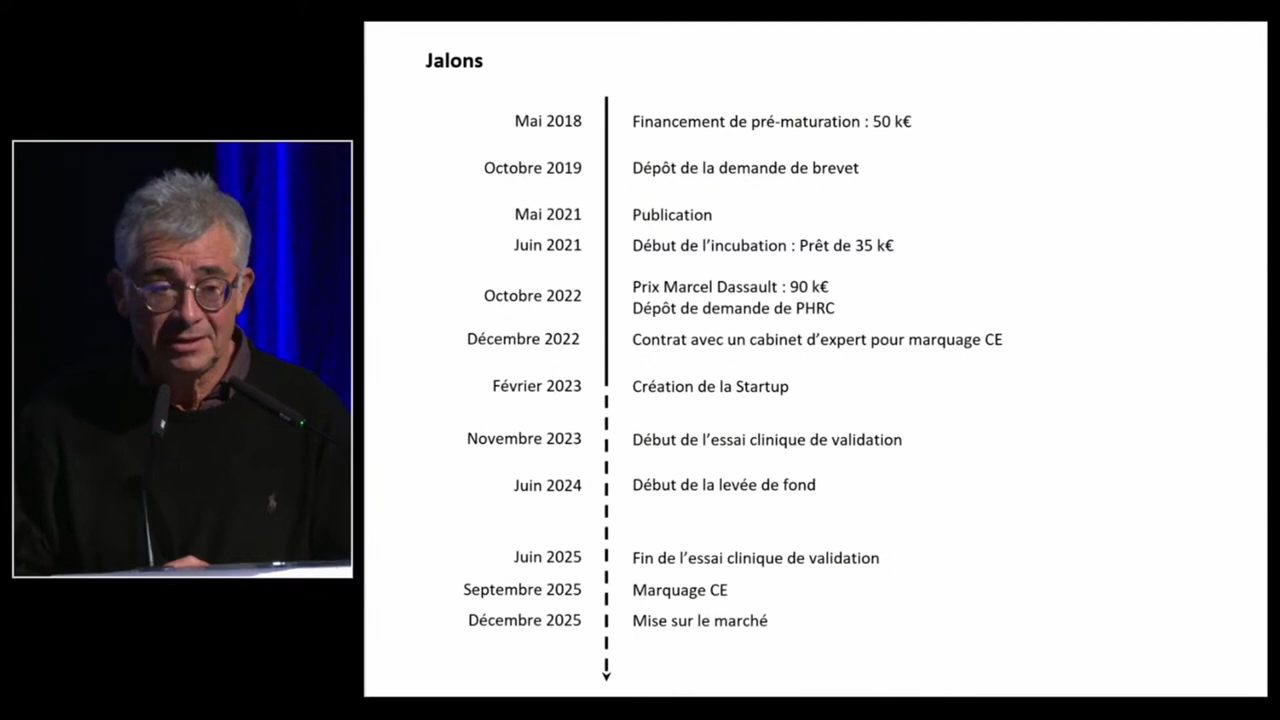 Jalons
Mai 2018 Financement de pré-maturation : 50 k€
Octobre 2019 Dépôt de la demande de brevet
Mai 2021 Publication
Juin 2021 Début de l’incubation : Prêt de 35 k€
Octobre 2022 Prix Marcel Dassault : 90 k€
Dépôt de demande de PHRC
Décembre 2022 Contrat avec un cabinet d’expert pour marquage CE
Février 2023 Création de la Startup
Novembre 2023 Début de l’essai clinique de validation
Juin 2024 Début de la levée de fond
Juin 2025 Fin de l’essai clinique de validation
Septembre 2025 Marquage CE
Décembre 2025 Mise sur le marché